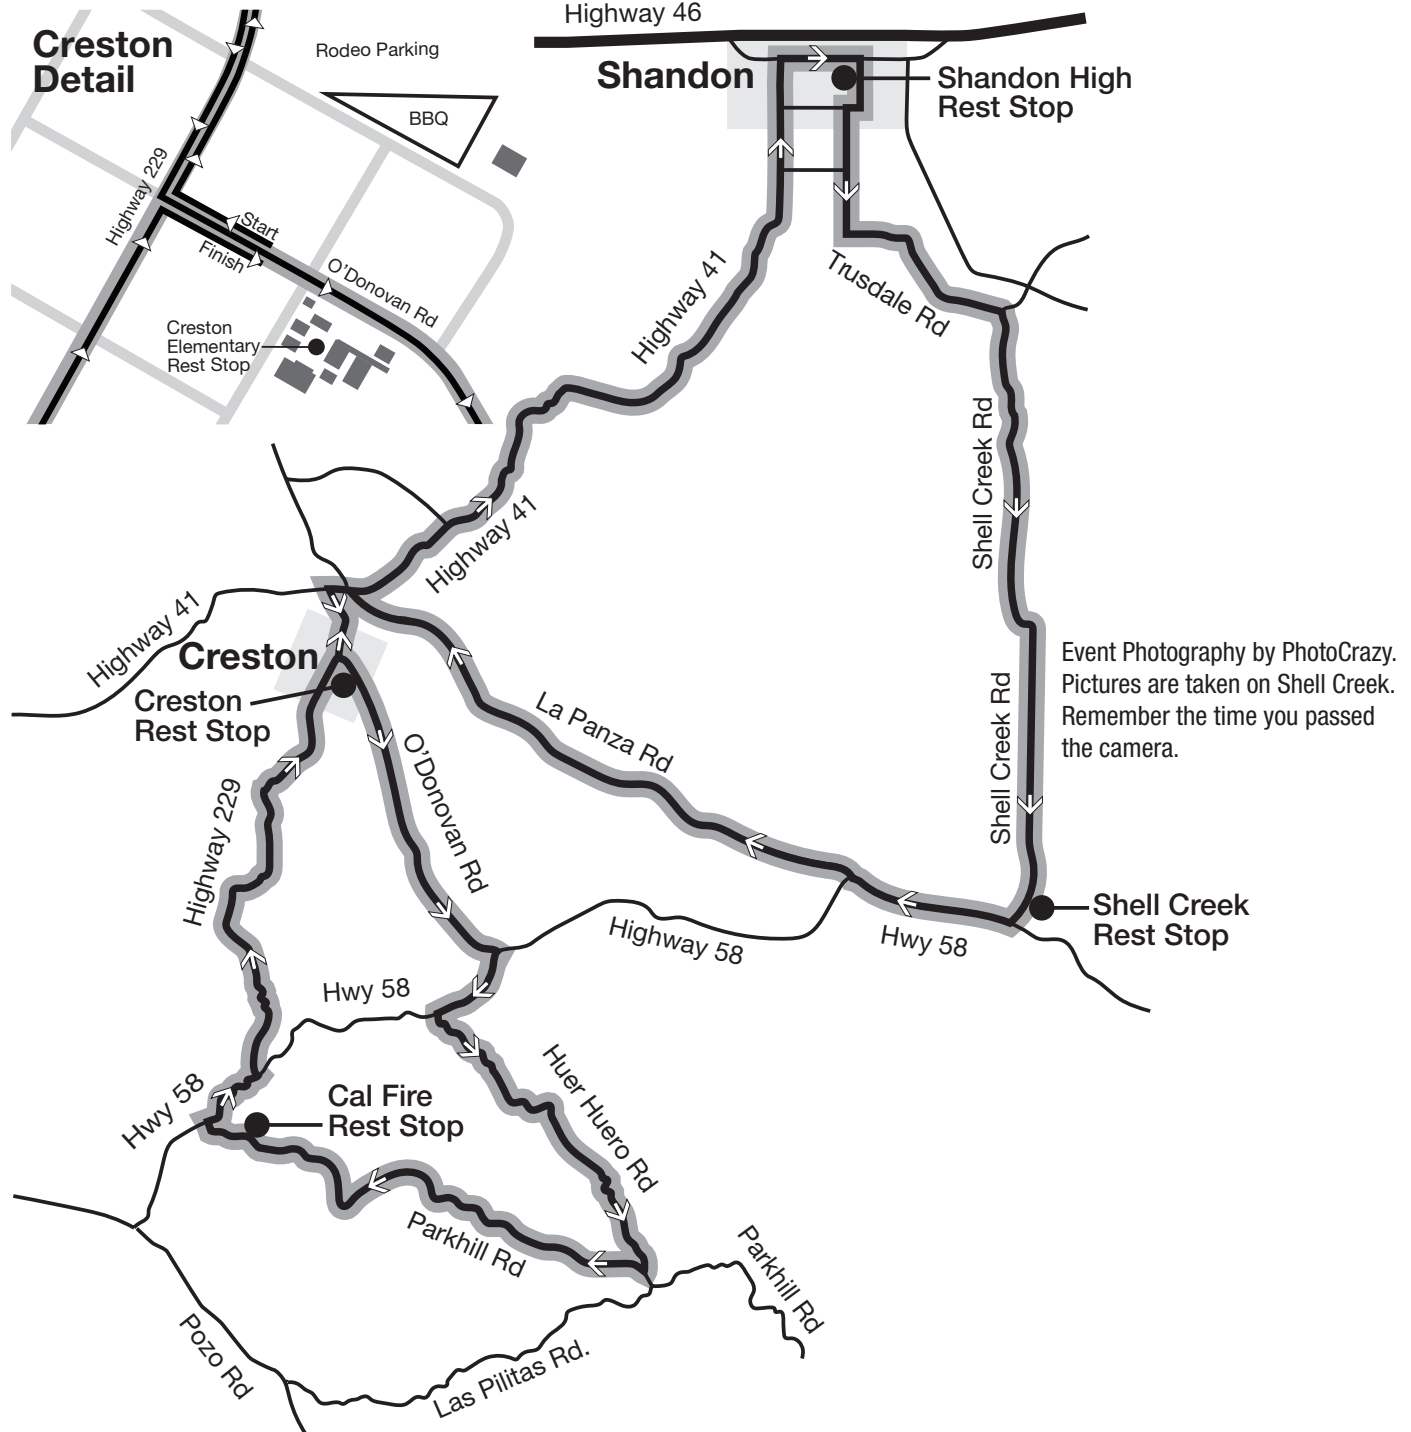 Highway 46
Creston
Detail
Rodeo Parking
BBQ
Highway 229
Start
Finish
O'Donovan Rd
Creston
Elementary
Rest Stop
Shandon
Shandon High
Rest Stop
Highway 41
Trusdale Rd
Shell Creek Rd
Highway 41
Highway 41
Creston
Creston
Rest Stop
La Panza Rd
O'Donovan Rd
Highway 229
Shell Creek Rd
Event Photography by PhotoCrazy.
Pictures are taken on Shell Creek.
Remember the time you passed
the camera.
Shell Creek
Rest Stop
Highway 58
Hwy 58
Hwy 58
Hwy 58
Cal Fire
Rest Stop
Huer Huero Rd
Parkhill Rd
Parkhill Rd
Pozo Rd
Las Pilitas Rd.